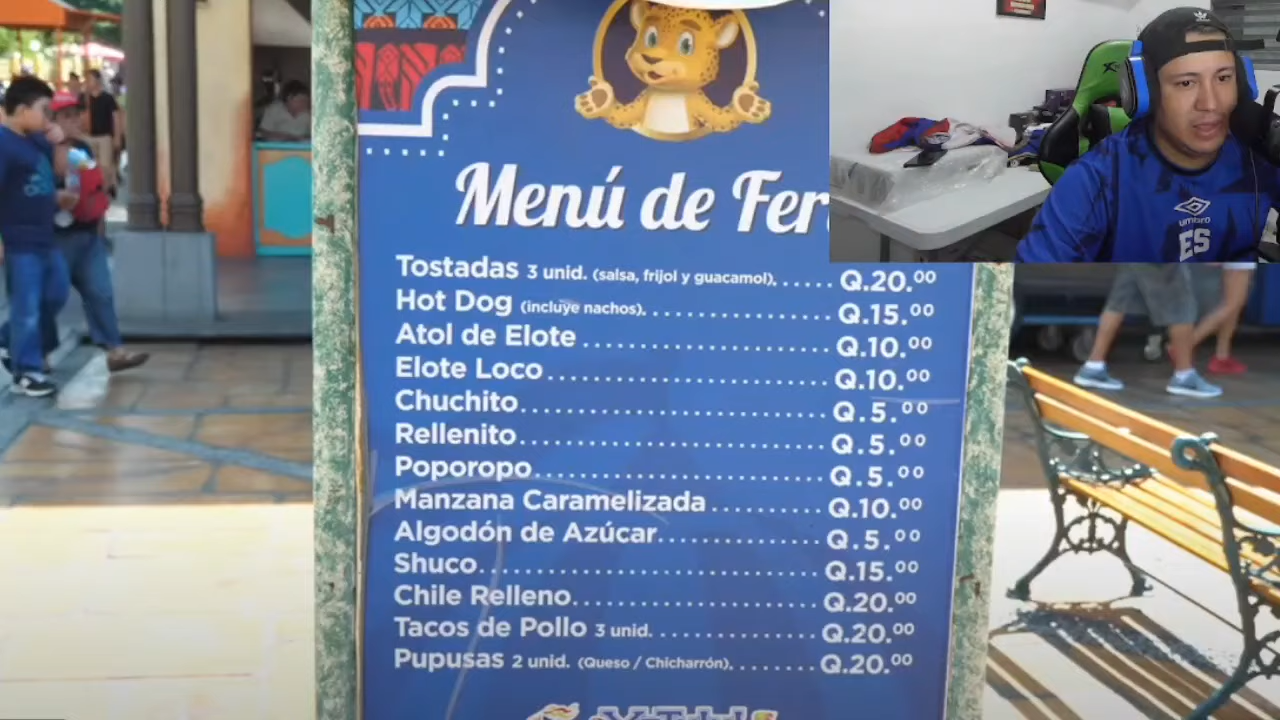 Menú de Fer
Tostadas 3 unid. (salsa, frijol y guacamol)...... Q.20.00
Hot Dog (incluye nachos)........................ Q.15.00
Atol de Elote ................................ Q.10.00
Elote Loco.................................... Q.10.00
Chuchito...................................... Q.5.00
Rellenito..................................... Q.5.00
Poporopo...................................... Q.5.00
Manzana Caramelizada............. Q.10.00
Algodón de Azúcar.................. Q.5.00
Shuco......................................... Q.15.00
Chile Relleno............................... Q.20.00
Tacos de Pollo 3 unid.................. Q.20.00
Pupusas 2 unid. (Queso / Chicharrón)........ Q.20.00
umbro
ES